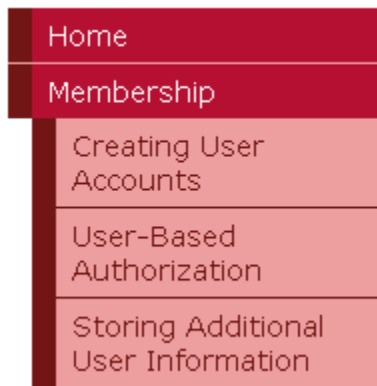 Home
Membership
Creating User
Accounts
User-Based
Authorization
Storing Additional
User Information